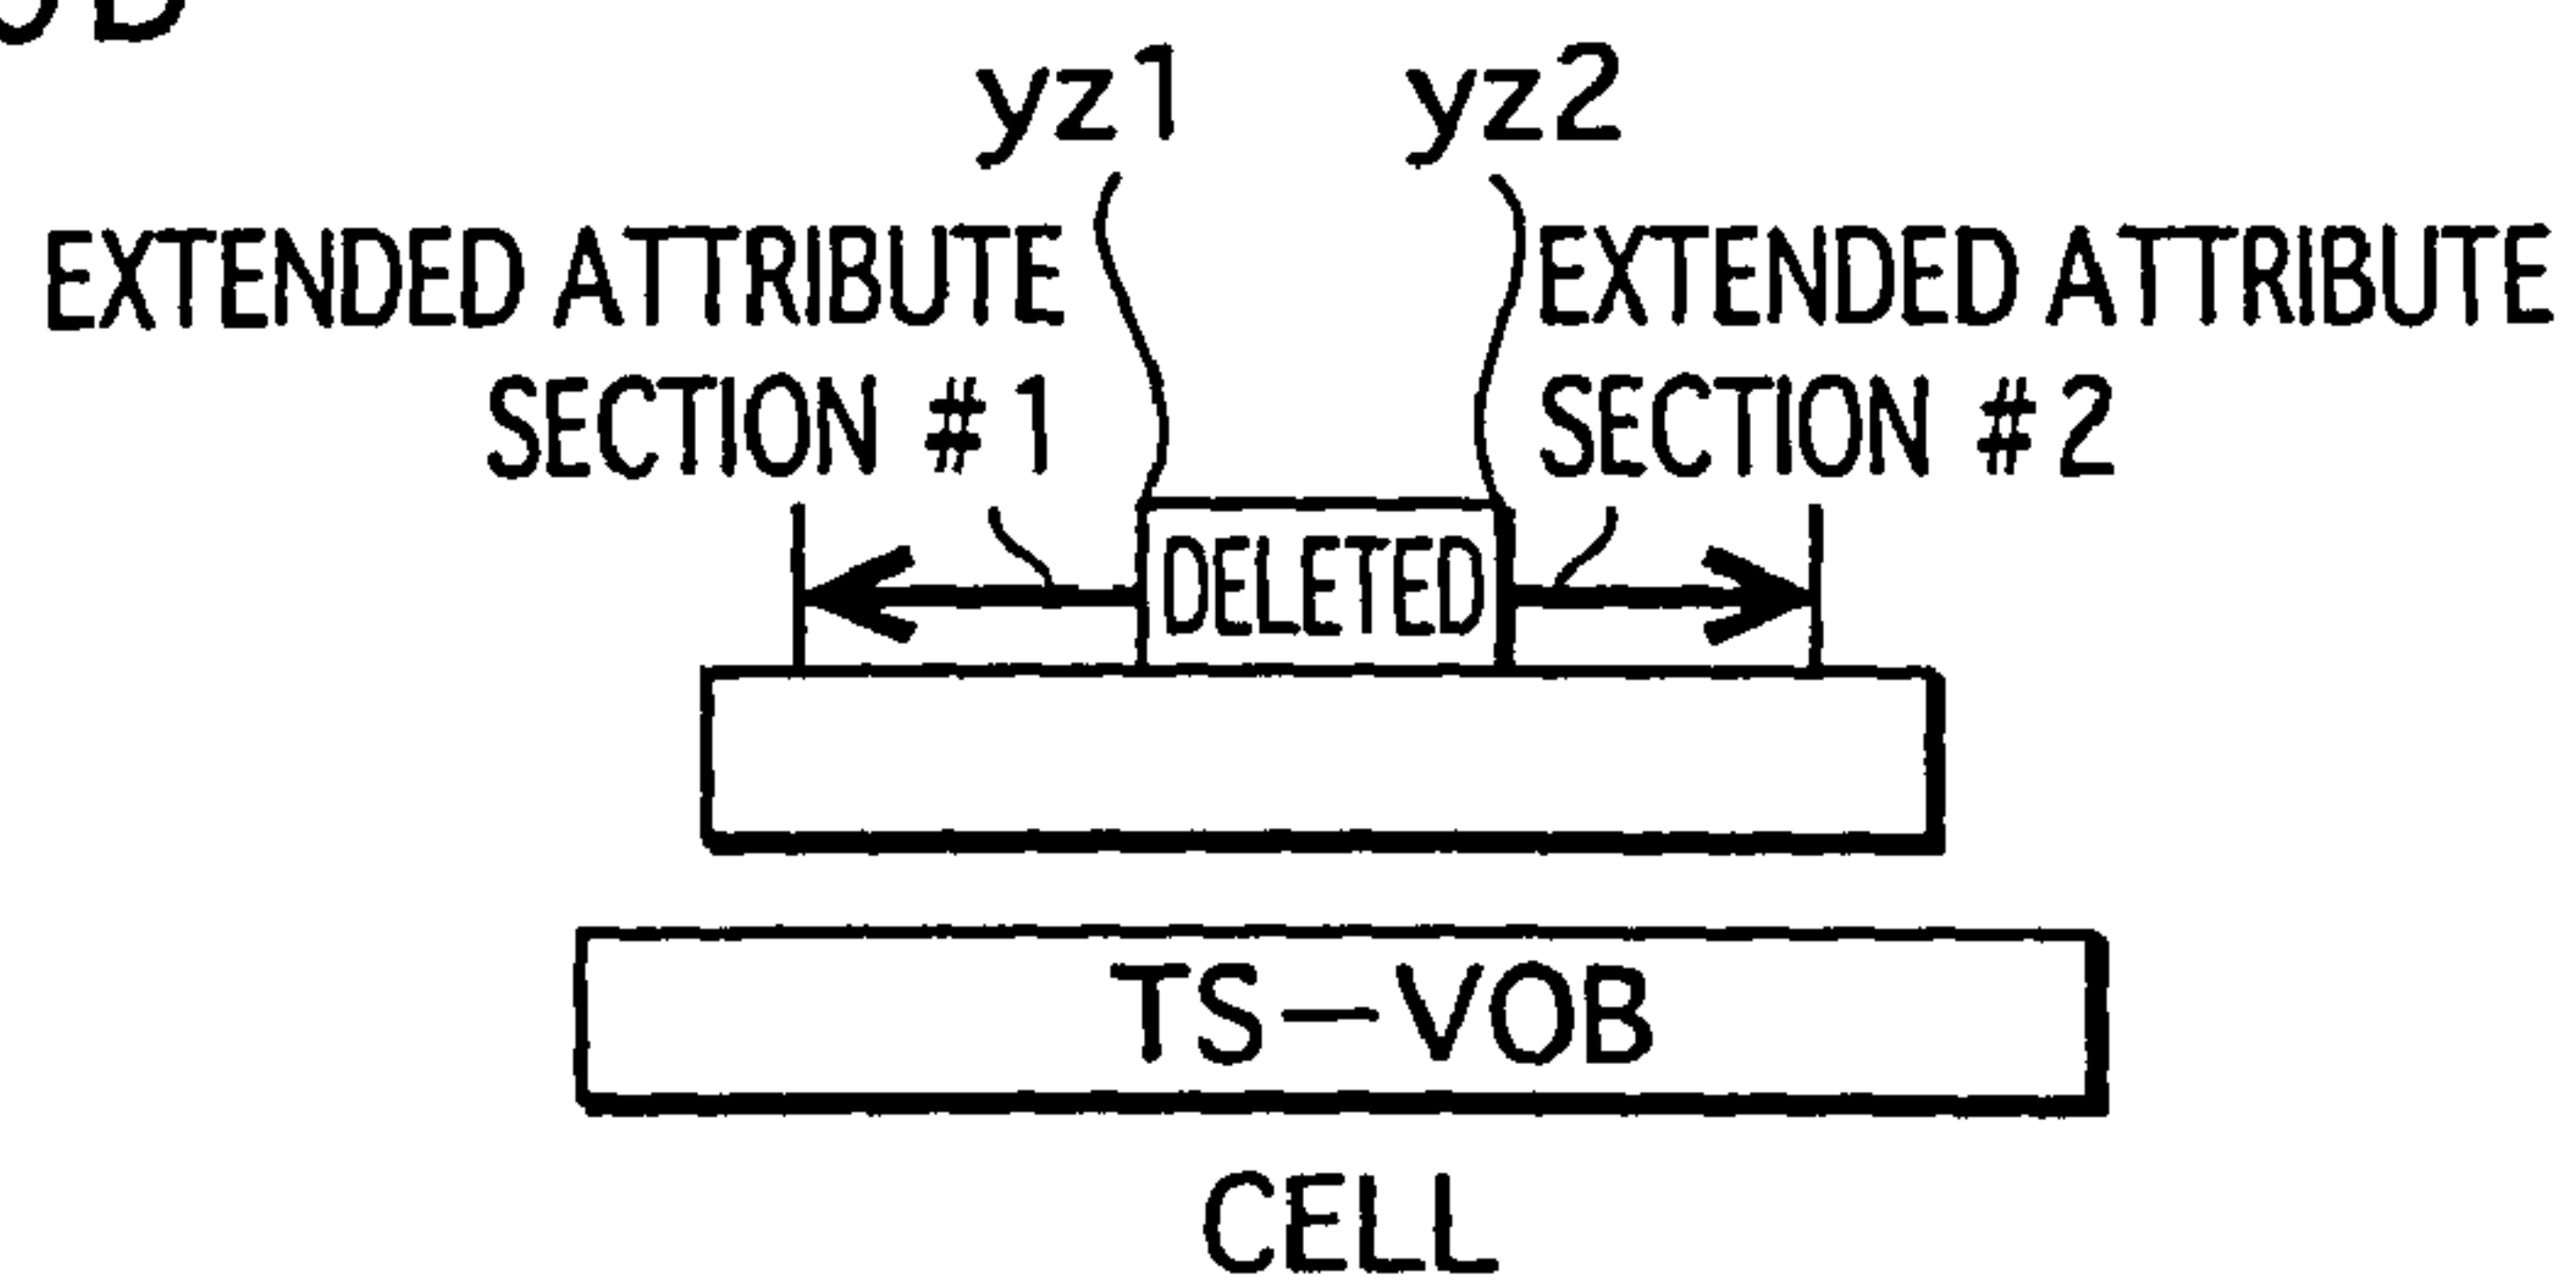 yz1 yz2
EXTENDED ATTRIBUTE SECTION #1
EXTENDED ATTRIBUTE SECTION #2
DELETED
TS-VOB
CELL